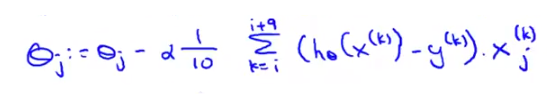 θ_j := θ_j - α 1/10 Σ_{k=i}^{i+9} (h_θ(x^{(k)}) - y^{(k)}) . x_j^{(k)}